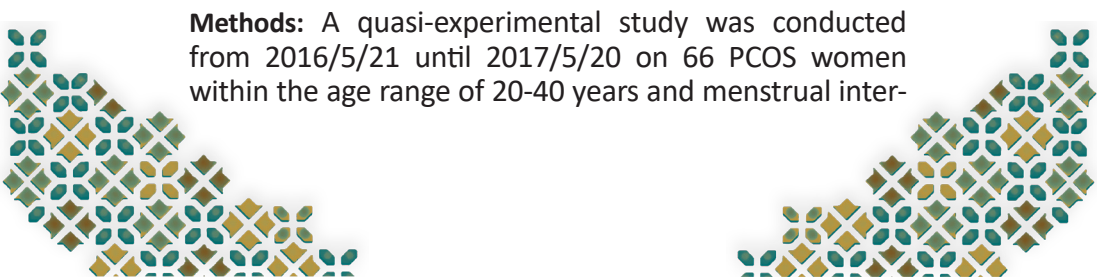 Methods: A quasi-experimental study was conducted
from 2016/5/21 until 2017/5/20 on 66 PCOS women
within the age range of 20-40 years and menstrual inter-